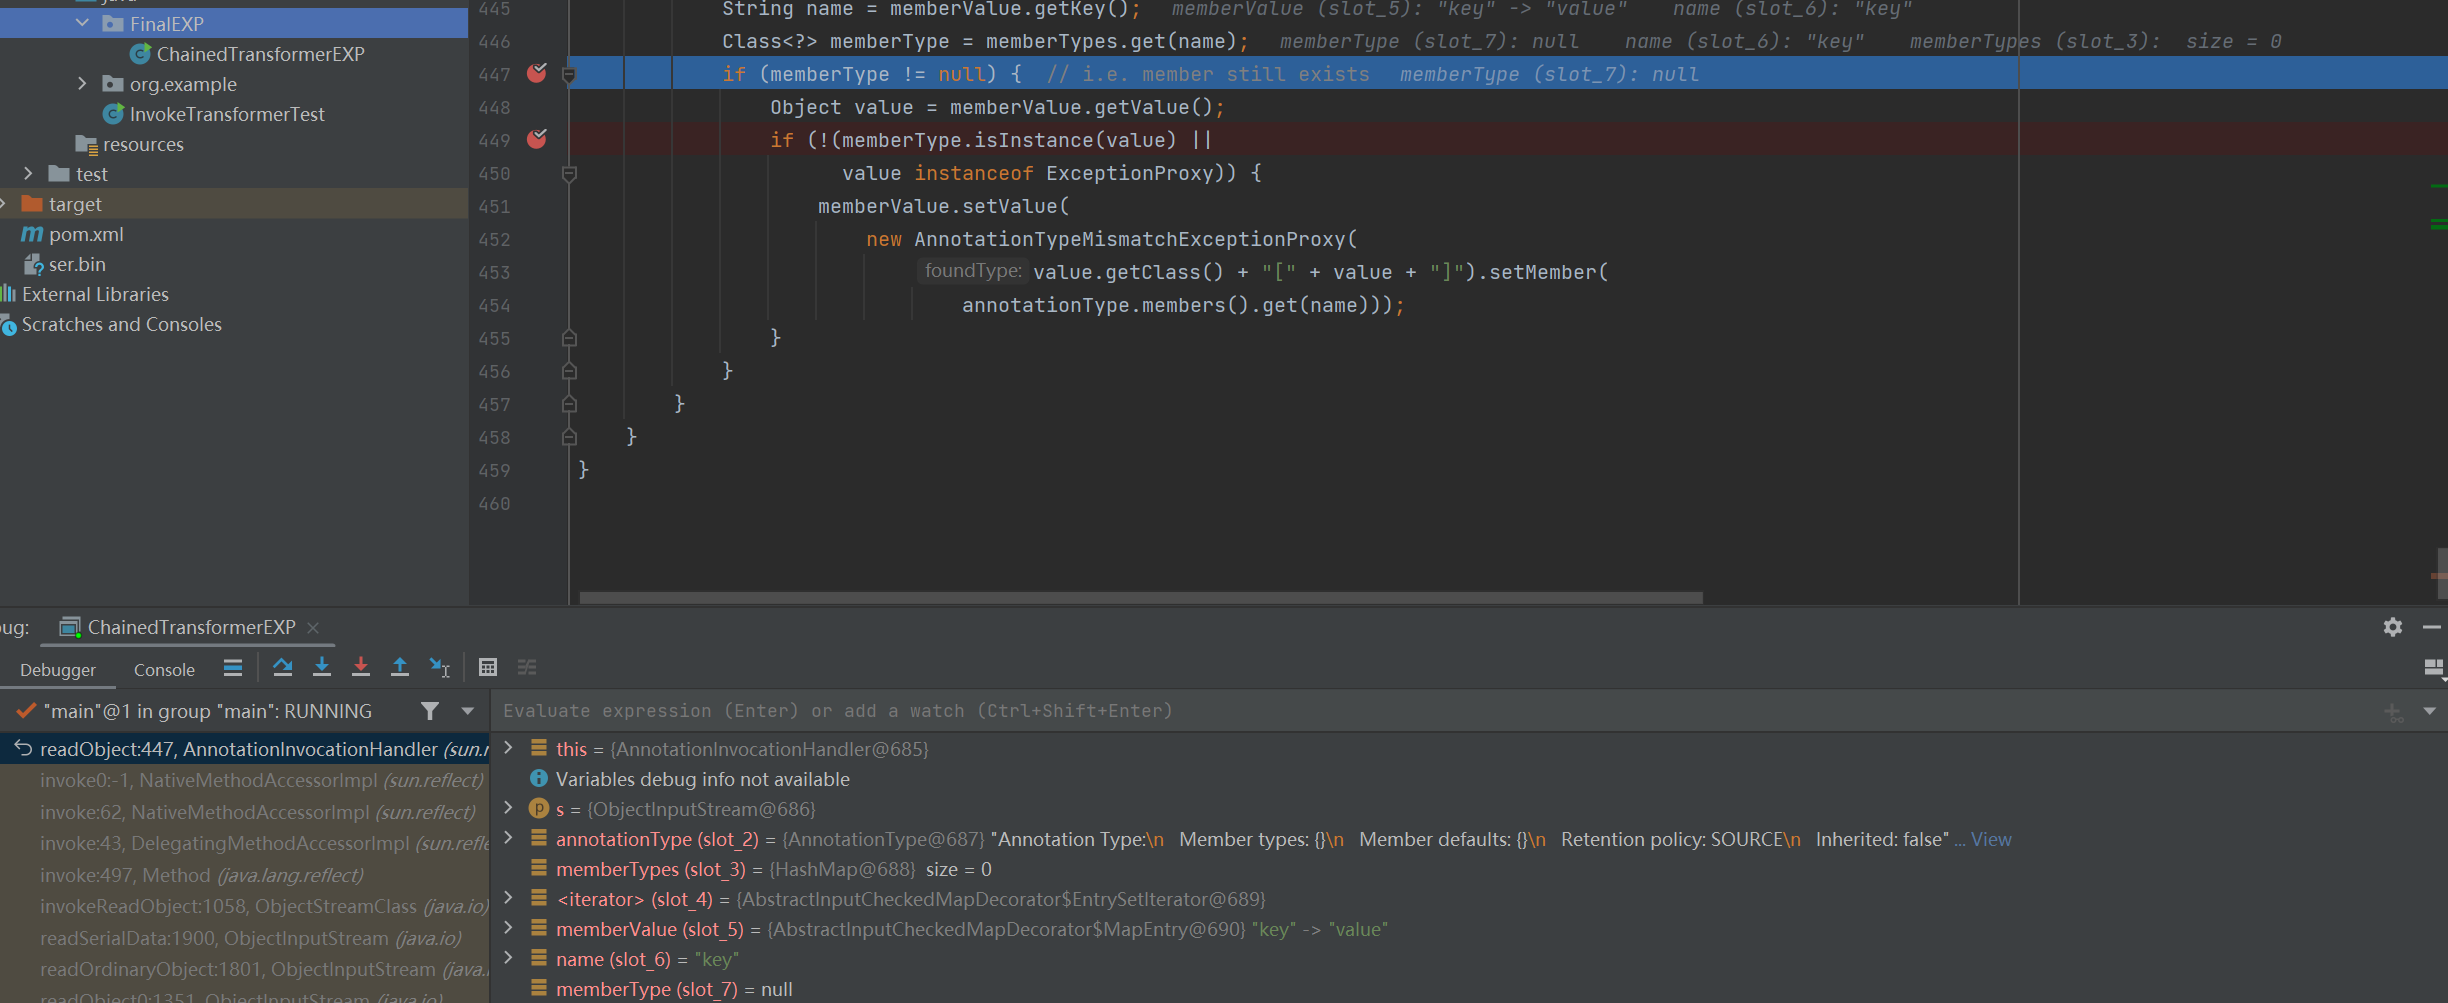 java
FinalEXP
ChainedTransformerEXP
org.example
InvokeTransformerTest
resources
test
target
pom.xml
ser.bin
External Libraries
Scratches and Consoles
445 String name = memberValue.getKey(); memberValue (slot_5): "key" -> "value" name (slot_6): "key"
446 Class<?> memberType = memberTypes.get(name); memberType (slot_7): null name (slot_6): "key" memberTypes (slot_3): size = 0
447 if (memberType != null) { // i.e. member still exists memberType (slot_7): null
448 Object value = memberValue.getValue();
449 if (!(memberType.isInstance(value) ||
450 value instanceof ExceptionProxy)) {
451 memberValue.setValue(
452 new AnnotationTypeMismatchExceptionProxy(
453 foundType: value.getClass() + "[" + value + "]").setMember(
454 annotationType.members().get(name)));
455 }
456 }
457 }
458 }
459 }
460
ug: ChainedTransformerEXP
Debugger Console
"main"@1 in group "main": RUNNING
readObject:447, AnnotationInvocationHandler (sun.r
invoke0:-1, NativeMethodAccessorImpl (sun.reflect)
invoke:62, NativeMethodAccessorImpl (sun.reflect)
invoke:43, DelegatingMethodAccessorImpl (sun.refle
invoke:497, Method (java.lang.reflect)
invokeReadObject:1058, ObjectStreamClass (java.io)
readSerialData:1900, ObjectInputStream (java.io)
readOrdinaryObject:1801, ObjectInputStream (java.i
readObject0:1351, ObjectInputStream (java.io)
Evaluate expression (Enter) or add a watch (Ctrl+Shift+Enter)
this = {AnnotationInvocationHandler@685}
Variables debug info not available
s = {ObjectInputStream@686}
annotationType (slot_2) = {AnnotationType@687} "Annotation Type:\n Member types: {}\n Member defaults: {}\n Retention policy: SOURCE\n Inherited: false" ... View
memberTypes (slot_3) = {HashMap@688} size = 0
<iterator> (slot_4) = {AbstractInputCheckedMapDecorator$EntrySetIterator@689}
memberValue (slot_5) = {AbstractInputCheckedMapDecorator$MapEntry@690} "key" -> "value"
name (slot_6) = "key"
memberType (slot_7) = null